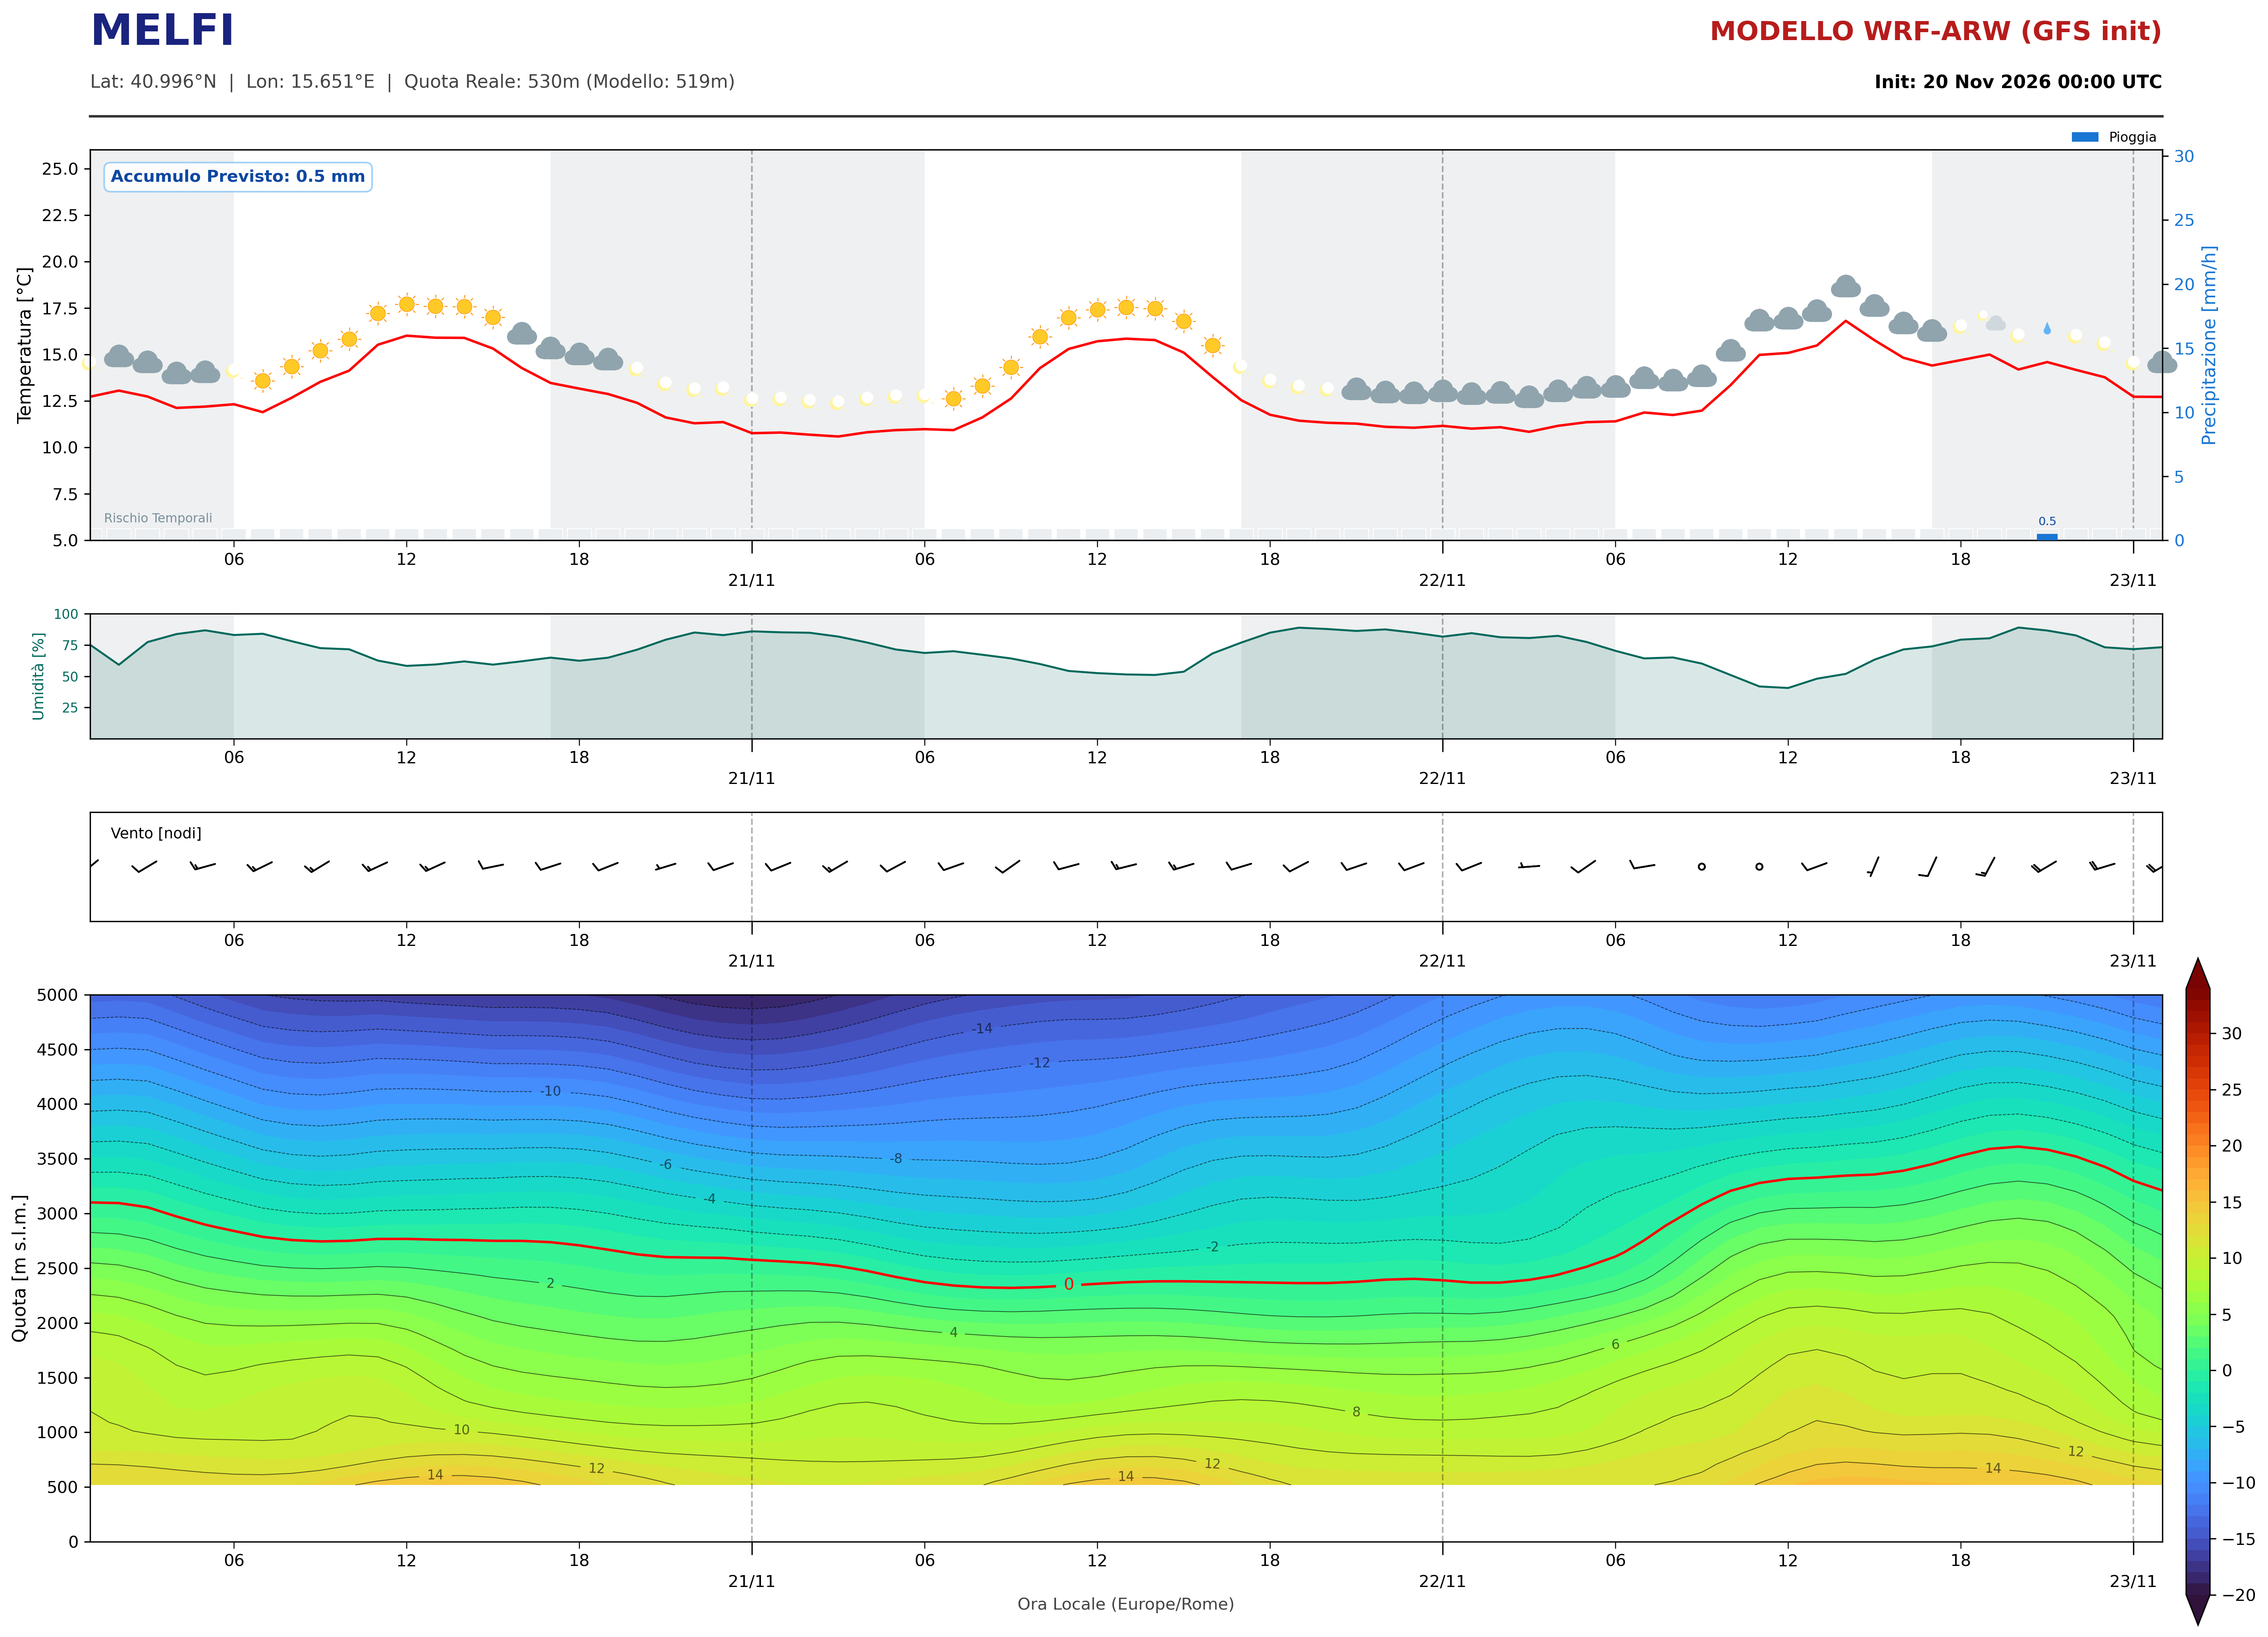 MELFI
MODELLO WRF-ARW (GFS init)
Lat: 40.996°N | Lon: 15.651°E | Quota Reale: 530m (Modello: 519m)
Init: 20 Nov 2026 00:00 UTC
Pioggia
Accumulo Previsto: 0.5 mm
Temperatura [°C]
25.0
22.5
20.0
17.5
15.0
12.5
10.0
7.5
5.0
Precipitazione [mm/h]
30
25
20
15
10
5
0
Rischio Temporali
0.5
06 12 18 06 12 18 06 12 18
21/11 22/11 23/11
Umidità [%]
100
75
50
25
06 12 18 06 12 18 06 12 18
21/11 22/11 23/11
Vento [nodi]
06 12 18 06 12 18 06 12 18
21/11 22/11 23/11
Quota [m s.l.m.]
5000
4500
4000
3500
3000
2500
2000
1500
1000
500
0
-14
-12
-10
-8
-6
-4
-2
0
2
4
6
8
10
12
12
12
14
14
14
30
25
20
15
10
5
0
−5
−10
−15
−20
06 12 18 06 12 18 06 12 18
21/11 22/11 23/11
Ora Locale (Europe/Rome)